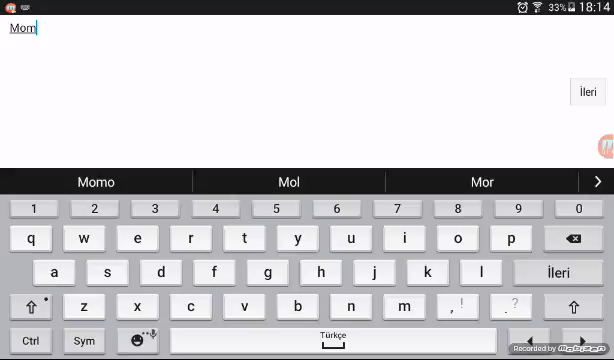 33% 18:14
Mom
İleri
Momo Mol Mor
1 2 3 4 5 6 7 8 9 0
q w e r t y u i o p
a s d f g h j k l İleri
z x c v b n m , ! . ?
Ctrl Sym Türkçe
Recorded by Mobizen